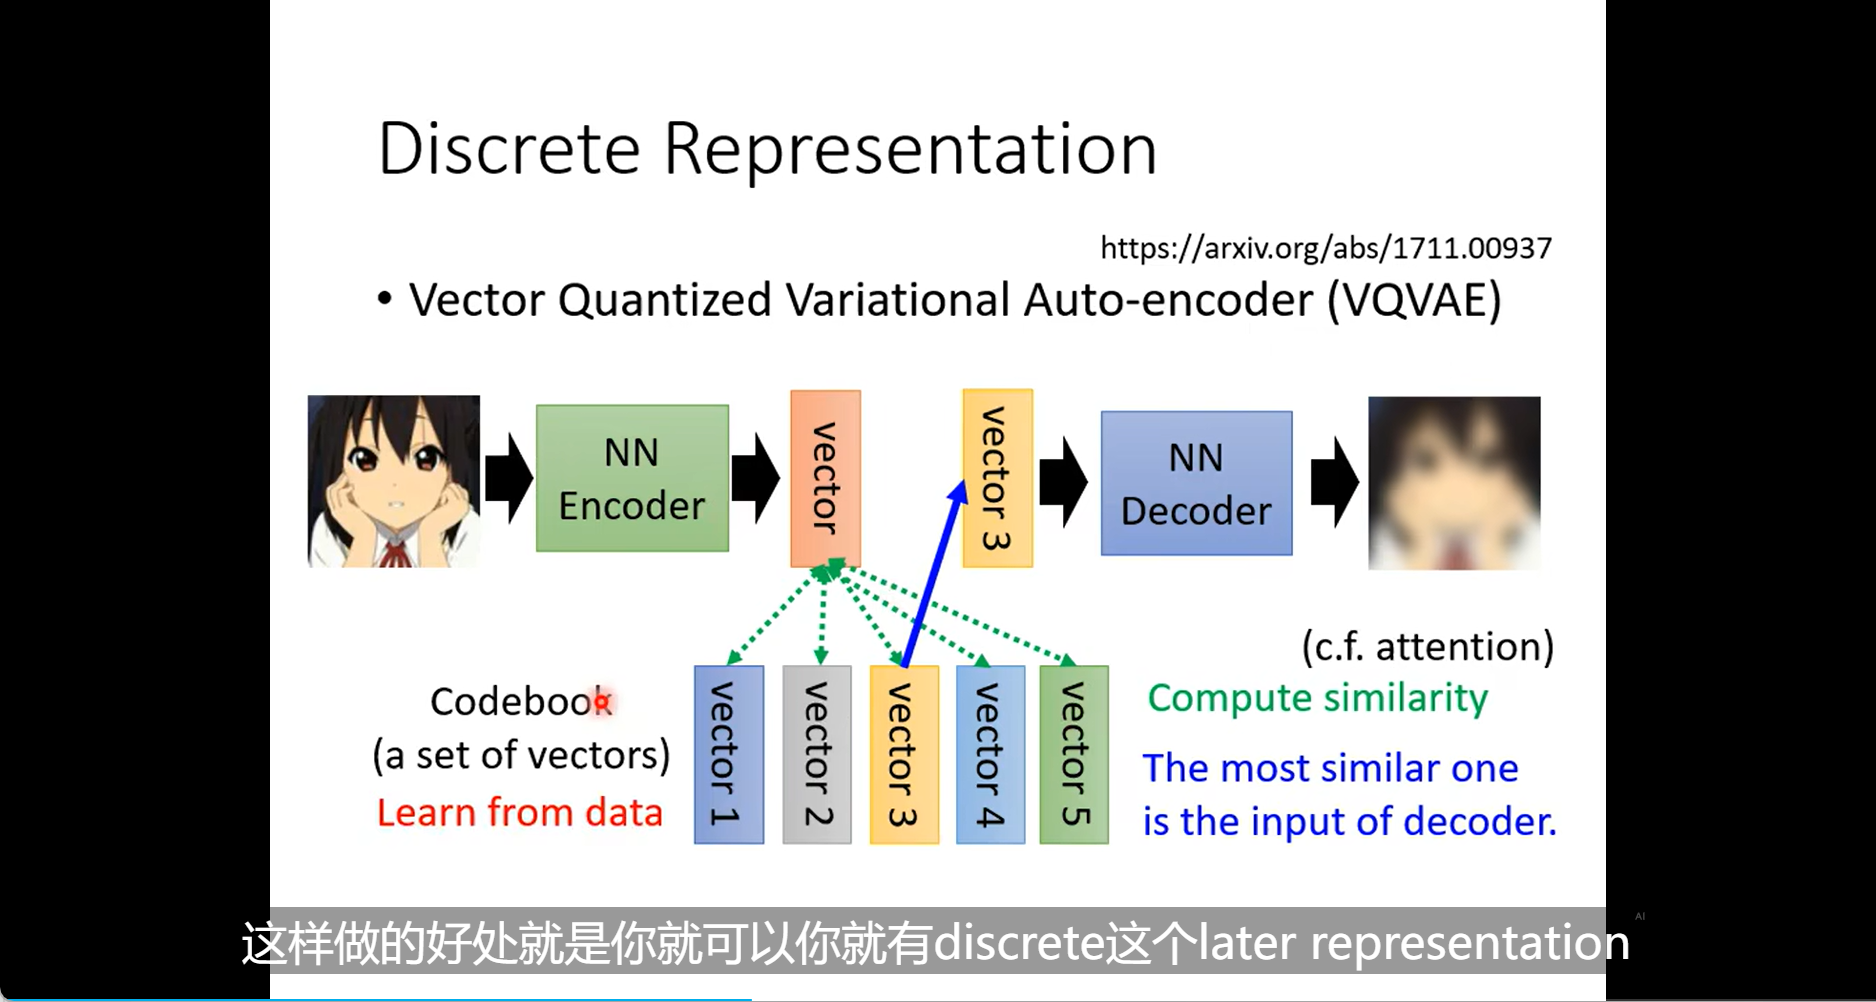 Discrete Representation
https://arxiv.org/abs/1711.00937
• Vector Quantized Variational Auto-encoder (VQVAE)
NN
Encoder
vector
vector 3
NN
Decoder
(c.f. attention)
Codebook
(a set of vectors)
Learn from data
vector 1
vector 2
vector 3
vector 4
vector 5
Compute similarity
The most similar one
is the input of decoder.
AI
这样做的好处就是你就可以你就有discrete这个later representation